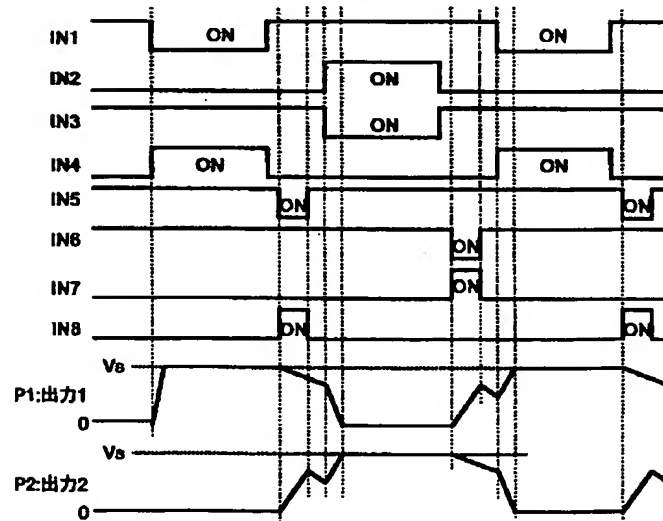 IN1 ON ON
IN2 ON
IN3 ON
IN4 ON ON
IN5 ON ON
IN6 ON
IN7 ON
IN8 ON ON
Vs
P1:出力1
0
Vs
P2:出力2
0